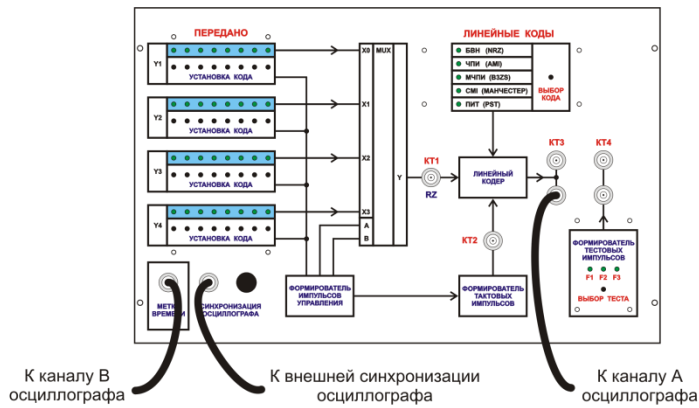 ПЕРЕДАНО
ЛИНЕЙНЫЕ КОДЫ
Y1
УСТАНОВКА КОДА
Y2
УСТАНОВКА КОДА
Y3
УСТАНОВКА КОДА
Y4
УСТАНОВКА КОДА
X0 MUX
X1
X2
X3
Y
A
B
БВН (NRZ)
ЧПИ (AMI)
МЧПИ (B3ZS)
CMI (МАНЧЕСТЕР)
ПИТ (PST)
ВЫБОР
КОДА
КТ1
RZ
ЛИНЕЙНЫЙ
КОДЕР
КТ3
КТ4
КТ2
МЕТКИ
ВРЕМЕНИ
СИНХРОНИЗАЦИЯ
ОСЦИЛЛОГРАФА
ФОРМИРОВАТЕЛЬ
ИМПУЛЬСОВ
УПРАВЛЕНИЯ
ФОРМИРОВАТЕЛЬ
ТАКТОВЫХ
ИМПУЛЬСОВ
ФОРМИРОВАТЕЛЬ
ТЕСТОВЫХ
ИМПУЛЬСОВ
F1 F2 F3
ВЫБОР ТЕСТА
К каналу В
осциллографа
К внешней синхронизации
осциллографа
К каналу А
осциллографа